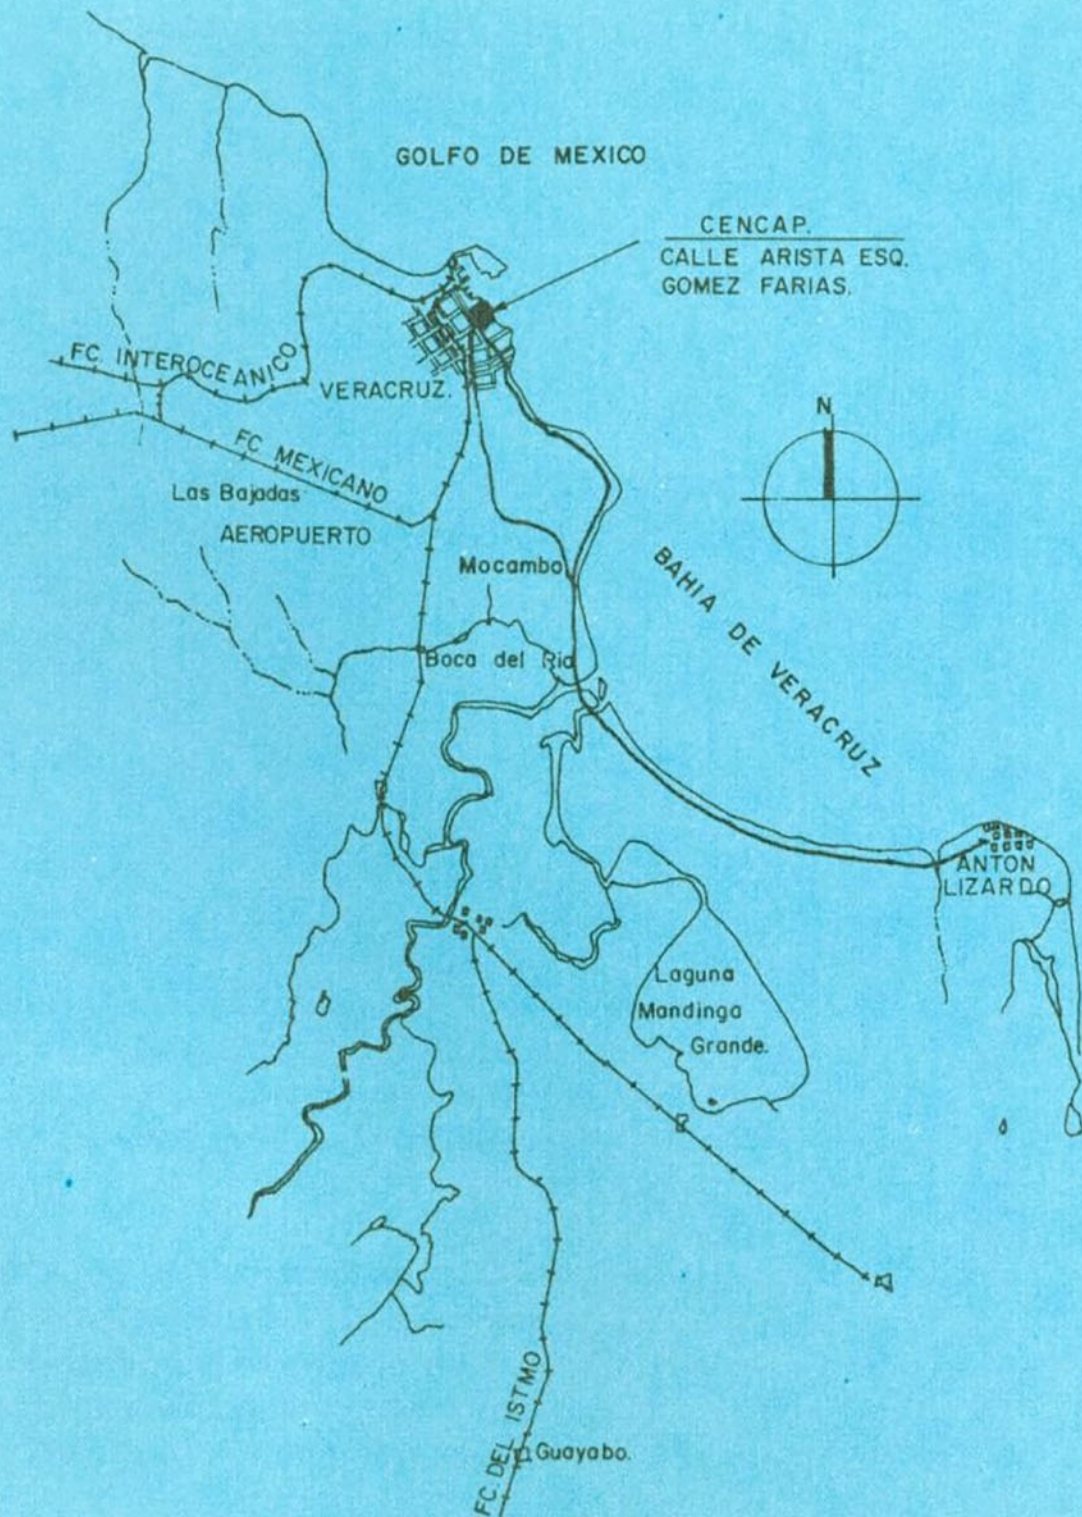 GOLFO DE MEXICO
CENCAP.
CALLE ARISTA ESQ.
GOMEZ FARIAS.
FC. INTEROCEANICO
VERACRUZ.
N
FC MEXICANO
Las Bajadas
AEROPUERTO
Mocambo
BAHIA DE VERACRUZ
Boca del Rio
ANTON
LIZARDO
Laguna
Mandinga
Grande.
FC. DEL ISTMO
Guayabo.